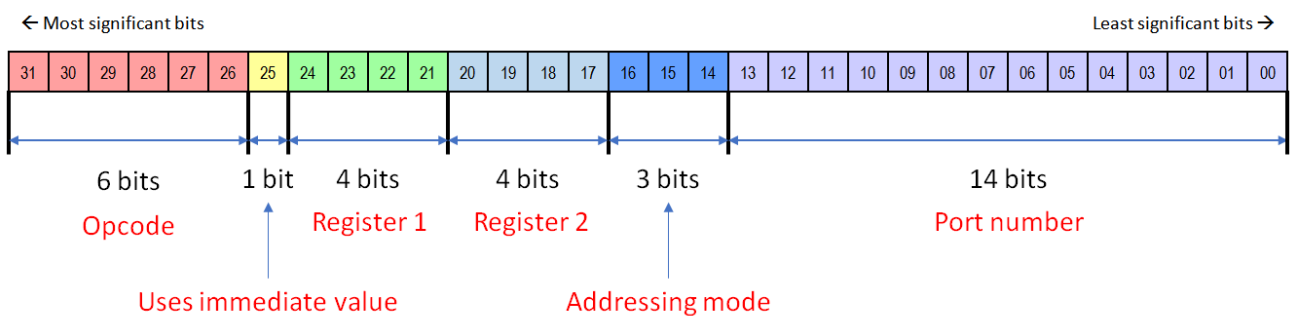 ← Most significant bits Least significant bits →
31 30 29 28 27 26 25 24 23 22 21 20 19 18 17 16 15 14 13 12 11 10 09 08 07 06 05 04 03 02 01 00
6 bits 1 bit 4 bits 4 bits 3 bits 14 bits
Opcode Register 1 Register 2 Port number
Uses immediate value Addressing mode